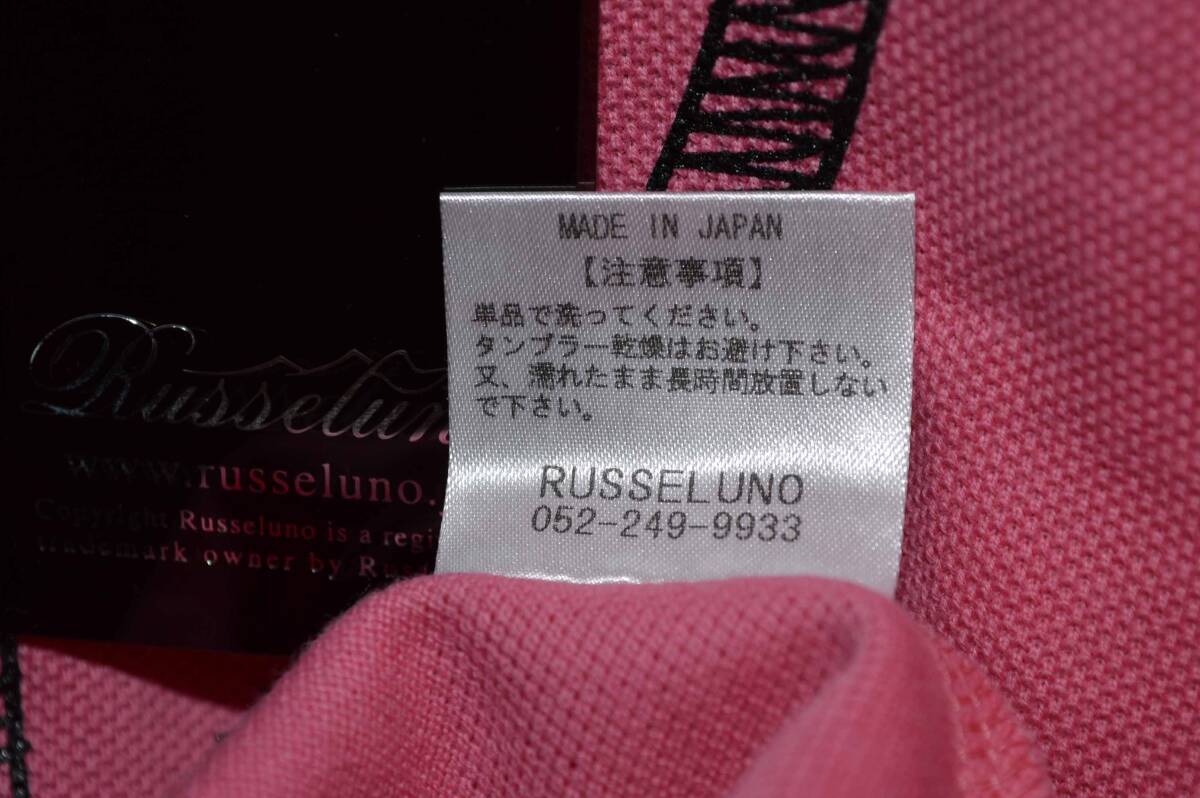 MADE IN JAPAN
【注意事項】
単品で洗ってください。
タンブラー乾燥はお避け下さい。
又、濡れたまま長時間放置しない
で下さい。
RUSSELUNO
052-249-9933
Russelun
www.russeluno.
Copyright Russeluno is a regi
trademark owner by Rus